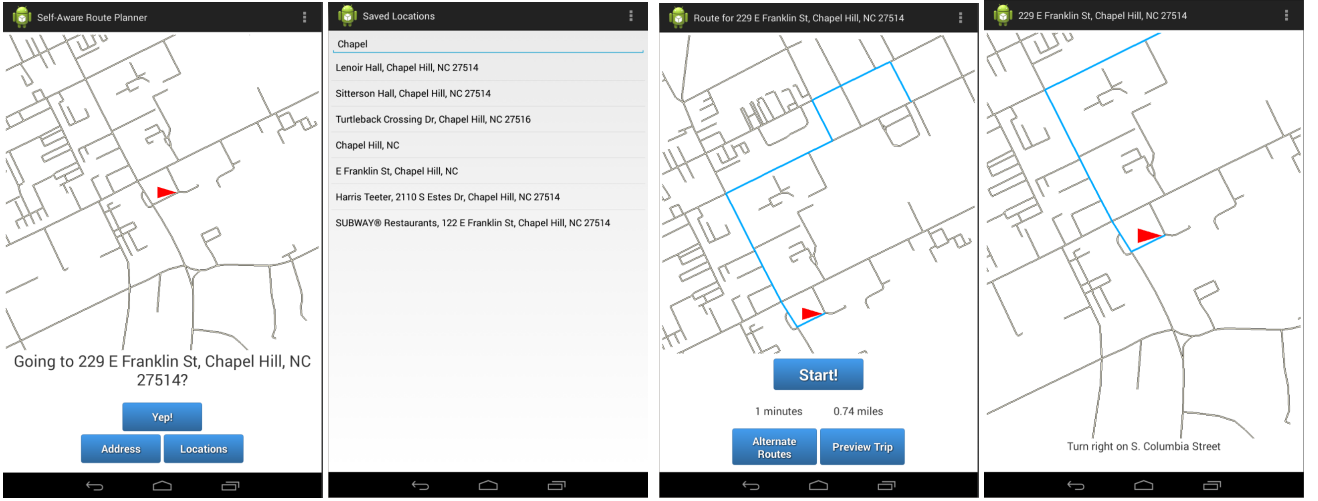 Self-Aware Route Planner
Going to 229 E Franklin St, Chapel Hill, NC
27514?
Yep!
Address
Locations
Saved Locations
Chapel
Lenoir Hall, Chapel Hill, NC 27514
Sitterson Hall, Chapel Hill, NC 27514
Turtleback Crossing Dr, Chapel Hill, NC 27516
Chapel Hill, NC
E Franklin St, Chapel Hill, NC
Harris Teeter, 2110 S Estes Dr, Chapel Hill, NC 27514
SUBWAY® Restaurants, 122 E Franklin St, Chapel Hill, NC 27514
Route for 229 E Franklin St, Chapel Hill, NC 27514
Start!
1 minutes
0.74 miles
Alternate
Routes
Preview Trip
229 E Franklin St, Chapel Hill, NC 27514
Turn right on S. Columbia Street